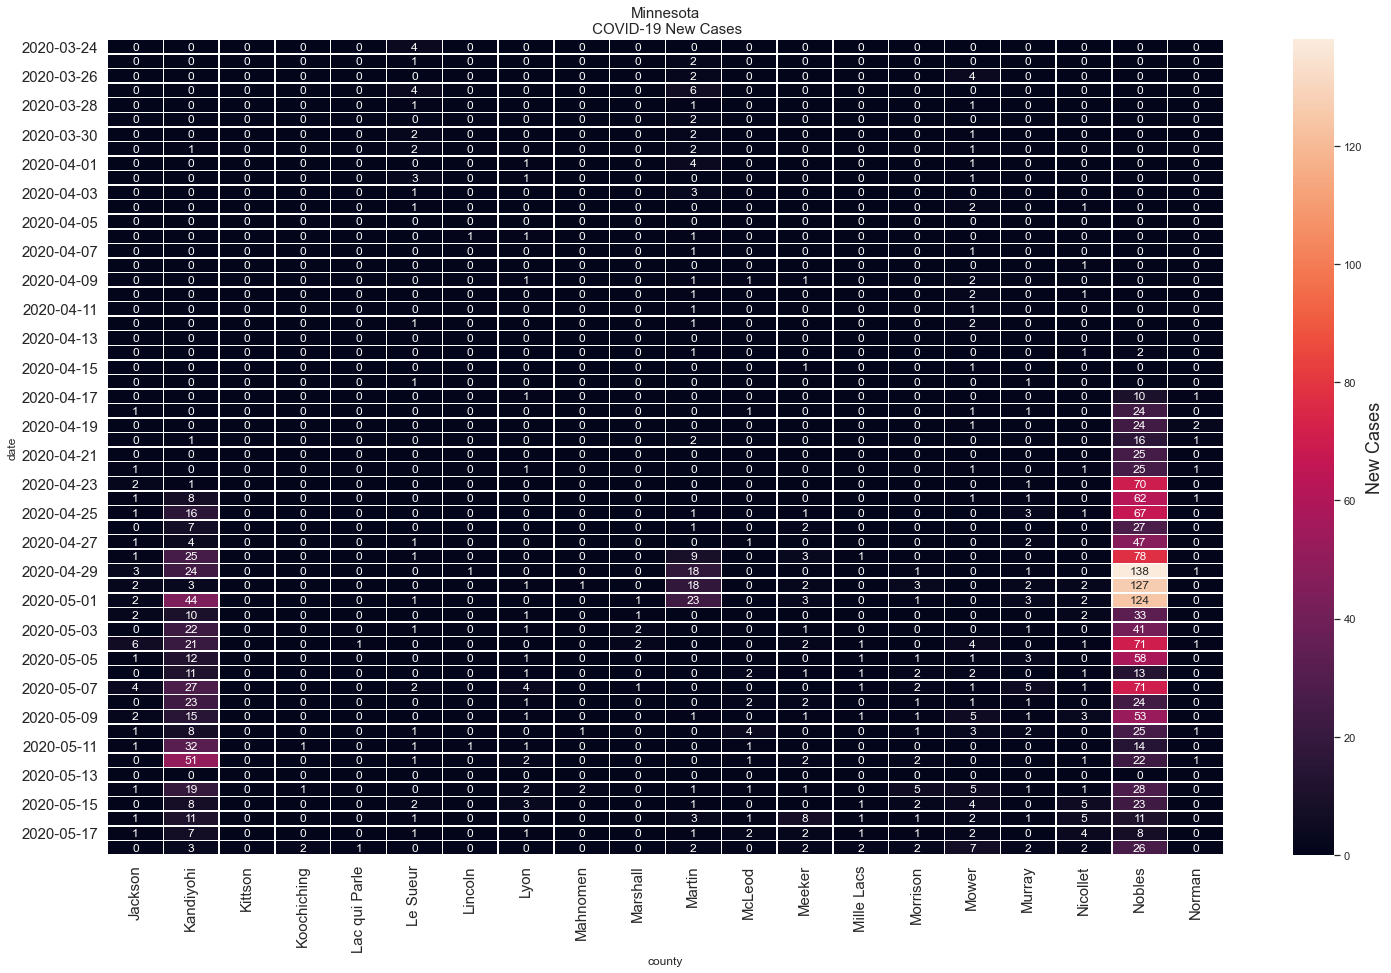 Minnesota
COVID-19 New Cases
2020-03-24 0 0 0 0 0 4 0 0 0 0 0 0 0 0 0 0 0 0 0 0
0 0 0 0 0 1 0 0 0 0 2 0 0 0 0 0 0 0 0 0
2020-03-26 0 0 0 0 0 0 0 0 0 0 2 0 0 0 0 4 0 0 0 0
0 0 0 0 0 4 0 0 0 0 6 0 0 0 0 0 0 0 0 0
2020-03-28 0 0 0 0 0 1 0 0 0 0 1 0 0 0 0 1 0 0 0 0
0 0 0 0 0 0 0 0 0 0 2 0 0 0 0 0 0 0 0 0
2020-03-30 0 0 0 0 0 2 0 0 0 0 2 0 0 0 0 1 0 0 0 0
0 1 0 0 0 2 0 0 0 0 2 0 0 0 0 1 0 0 0 0
2020-04-01 0 0 0 0 0 0 0 1 0 0 4 0 0 0 0 1 0 0 0 0
0 0 0 0 0 3 0 1 0 0 0 0 0 0 0 1 0 0 0 0
2020-04-03 0 0 0 0 0 1 0 0 0 0 3 0 0 0 0 0 0 0 0 0
0 0 0 0 0 1 0 0 0 0 0 0 0 0 0 2 0 1 0 0
2020-04-05 0 0 0 0 0 0 0 0 0 0 0 0 0 0 0 0 0 0 0 0
0 0 0 0 0 0 1 1 0 0 1 0 0 0 0 0 0 0 0 0
2020-04-07 0 0 0 0 0 0 0 0 0 0 1 0 0 0 0 1 0 0 0 0
0 0 0 0 0 0 0 0 0 0 0 0 0 0 0 0 0 1 0 0
2020-04-09 0 0 0 0 0 0 0 1 0 0 1 1 1 0 0 2 0 0 0 0
0 0 0 0 0 0 0 0 0 0 1 0 0 0 0 2 0 1 0 0
2020-04-11 0 0 0 0 0 0 0 0 0 0 1 0 0 0 0 1 0 0 0 0
0 0 0 0 0 1 0 0 0 0 1 0 0 0 0 2 0 0 0 0
2020-04-13 0 0 0 0 0 0 0 0 0 0 0 0 0 0 0 0 0 0 0 0
0 0 0 0 0 0 0 0 0 0 1 0 0 0 0 0 0 1 2 0
2020-04-15 0 0 0 0 0 0 0 0 0 0 0 0 1 0 0 1 0 0 0 0
0 0 0 0 0 1 0 0 0 0 0 0 0 0 0 0 1 0 0 0
2020-04-17 0 0 0 0 0 0 0 1 0 0 0 0 0 0 0 0 0 0 10 1
1 0 0 0 0 0 0 0 0 0 0 1 0 0 0 1 1 0 24 0
2020-04-19 0 0 0 0 0 0 0 0 0 0 0 0 0 0 0 1 0 0 24 2
0 1 0 0 0 0 0 0 0 0 2 0 0 0 0 0 0 0 16 1
2020-04-21 0 0 0 0 0 0 0 0 0 0 0 0 0 0 0 0 0 0 25 0
1 0 0 0 0 0 0 1 0 0 0 0 0 0 0 1 0 1 25 1
2020-04-23 2 1 0 0 0 0 0 0 0 0 0 0 0 0 0 0 1 0 70 0
1 8 0 0 0 0 0 0 0 0 0 0 0 0 0 1 1 0 62 1
2020-04-25 1 16 0 0 0 0 0 0 0 0 1 0 1 0 0 0 3 1 67 0
0 7 0 0 0 0 0 0 0 0 1 0 2 0 0 0 0 0 27 0
2020-04-27 1 4 0 0 0 1 0 0 0 0 0 1 0 0 0 0 2 0 47 0
1 25 0 0 0 1 0 0 0 0 9 0 3 1 0 0 0 0 78 0
2020-04-29 3 24 0 0 0 0 1 0 0 0 18 0 0 0 1 0 1 0 138 1
2 3 0 0 0 0 0 1 1 0 18 0 2 0 3 0 2 2 127 0
2020-05-01 2 44 0 0 0 1 0 0 0 1 23 0 3 0 1 0 3 2 124 0
2 10 0 0 0 0 0 1 0 1 0 0 0 0 0 0 0 2 33 0
2020-05-03 0 22 0 0 0 1 0 1 0 2 0 0 1 0 0 0 1 0 41 0
6 21 0 0 1 0 0 0 0 2 0 0 2 1 0 4 0 1 71 1
2020-05-05 1 12 0 0 0 0 0 1 0 0 0 0 0 1 1 1 3 0 58 0
0 11 0 0 0 0 0 0 0 0 0 2 1 1 2 2 0 1 13 0
2020-05-07 4 27 0 0 0 2 0 4 0 1 0 0 0 1 2 1 5 1 71 0
0 23 0 0 0 0 0 1 0 0 0 2 2 0 1 1 1 0 24 0
2020-05-09 2 15 0 0 0 0 0 1 0 0 1 0 1 1 1 5 1 3 53 0
1 8 0 0 0 1 0 0 1 0 0 4 0 0 1 3 2 0 25 1
2020-05-11 1 32 0 1 0 1 1 1 0 0 0 1 0 0 0 0 0 0 14 0
0 51 0 0 0 1 0 2 0 0 0 1 2 0 2 0 0 1 22 1
2020-05-13 0 0 0 0 0 0 0 0 0 0 0 0 0 0 0 0 0 0 0 0
1 19 0 1 0 0 0 2 2 0 1 1 1 0 5 5 1 1 28 0
2020-05-15 0 8 0 0 0 2 0 3 0 0 1 0 0 1 2 4 0 5 23 0
1 11 0 0 0 1 0 0 0 0 3 1 8 1 1 2 1 5 11 0
2020-05-17 1 7 0 0 0 1 0 1 0 0 1 2 2 1 1 2 0 4 8 0
0 3 0 2 1 0 0 0 0 0 2 0 2 2 2 7 2 2 26 0
date
Jackson
Kandiyohi
Kittson
Koochiching
Lac qui Parle
Le Sueur
Lincoln
Lyon
Mahnomen
Marshall
Martin
McLeod
Meeker
Mille Lacs
Morrison
Mower
Murray
Nicollet
Nobles
Norman
county
120
100
80
60
40
20
0
New Cases